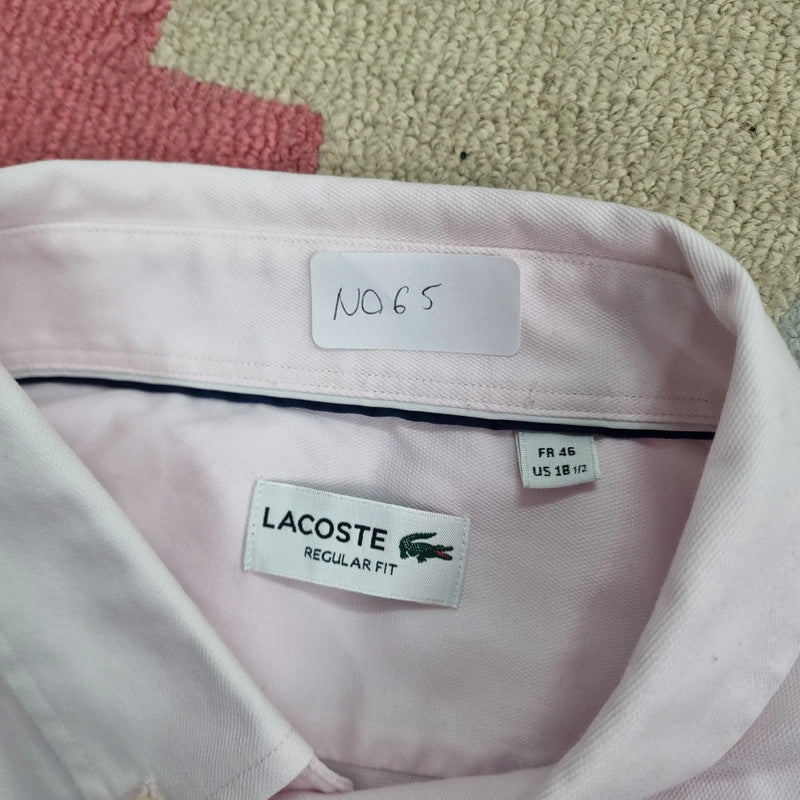 NO65
FR 46
US 18 1/2
LACOSTE
REGULAR FIT